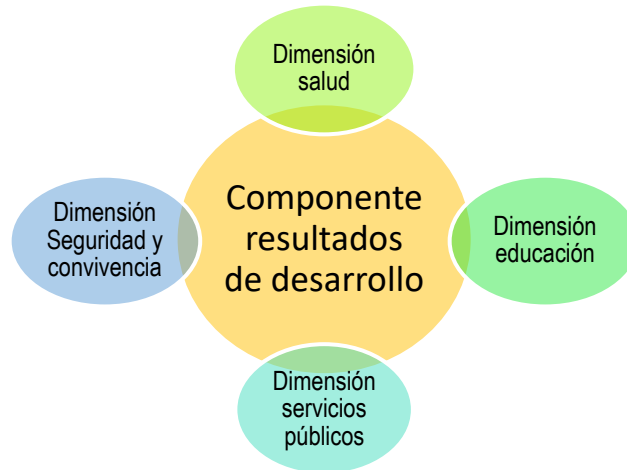 Dimensión
salud
Componente
resultados
de desarrollo
Dimensión
Seguridad y
convivencia
Dimensión
educación
Dimensión
servicios
públicos